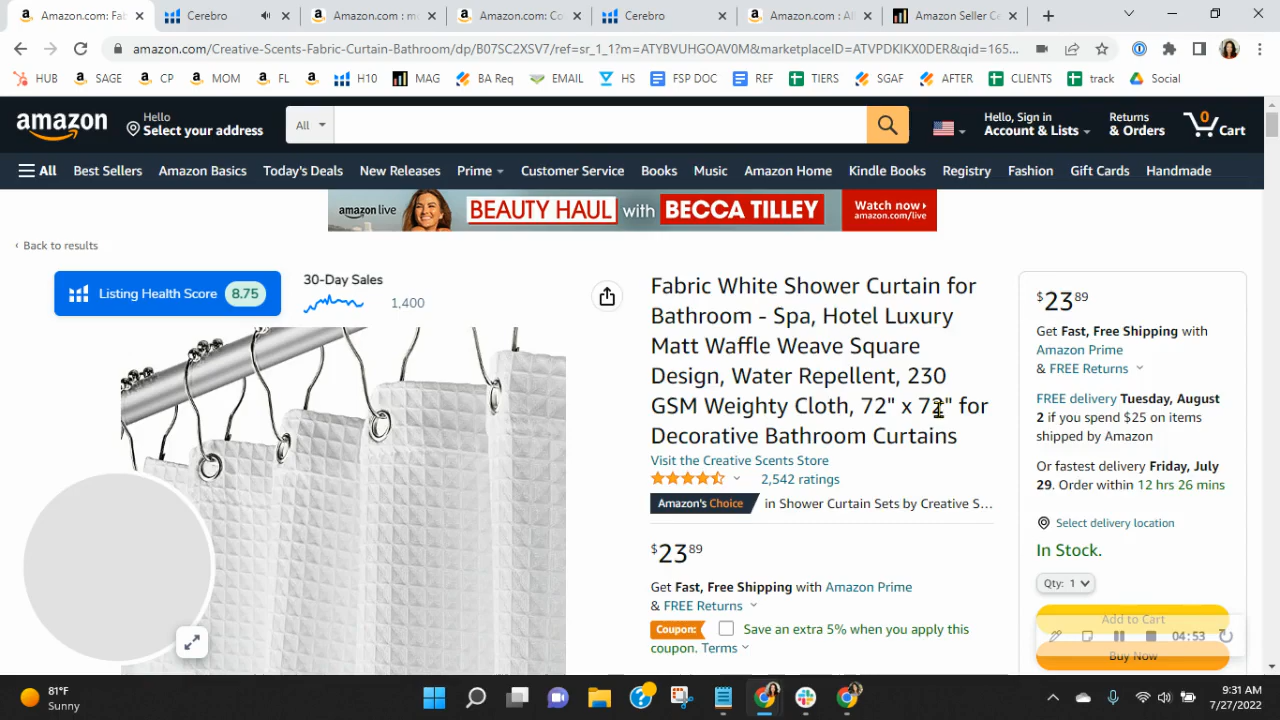 Amazon.com: Fab
Cerebro
Amazon.com : m
Amazon.com: Co
Cerebro
Amazon.com : Al
Amazon Seller Ce
amazon.com/Creative-Scents-Fabric-Curtain-Bathroom/dp/B07SC2XSV7/ref=sr_1_1?m=ATYBVUHGOAV0M&marketplaceID=ATVPDKIKX0DER&qid=165...
HUB SAGE CP MOM FL H10 MAG BA Req EMAIL HS FSP DOC REF TIERS SGAF AFTER CLIENTS track Social
amazon
Hello
Select your address
All
Hello, Sign in
Account & Lists
Returns
& Orders
0
Cart
All Best Sellers Amazon Basics Today's Deals New Releases Prime Customer Service Books Music Amazon Home Registry Fashion Gift Cards Handmade
amazon live BEAUTY HAUL with BECCA TILLEY Watch now
amazon.com/live
‹ Back to results
Listing Health Score 8.75
30-Day Sales
1,400
Fabric White Shower Curtain for
Bathroom - Spa, Hotel Luxury
Matt Waffle Weave Square
Design, Water Repellent, 230
GSM Weighty Cloth, 72" x 72" for
Decorative Bathroom Curtains
Visit the Creative Scents Store
2,542 ratings
Amazon's Choice in Shower Curtain Sets by Creative S...
$23 89
Get Fast, Free Shipping with Amazon Prime
& FREE Returns
Coupon: Save an extra 5% when you apply this
coupon. Terms
$23 89
Get Fast, Free Shipping with
Amazon Prime
& FREE Returns
FREE delivery Tuesday, August
2 if you spend $25 on items
shipped by Amazon
Or fastest delivery Friday, July
29. Order within 12 hrs 26 mins
Select delivery location
In Stock.
Qty: 1
Add to Cart
04:53
Buy Now
81°F
Sunny
9:31 AM
7/27/2022